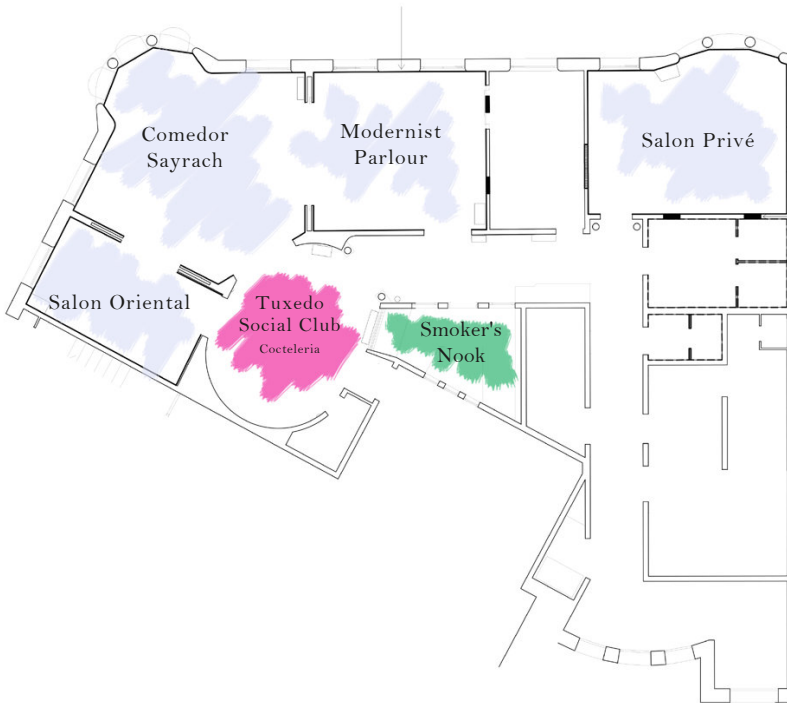 Comedor
Sayrach
Modernist
Parlour
Salon Privé
Salon Oriental
Tuxedo
Social Club
Cocteleria
Smoker's
Nook